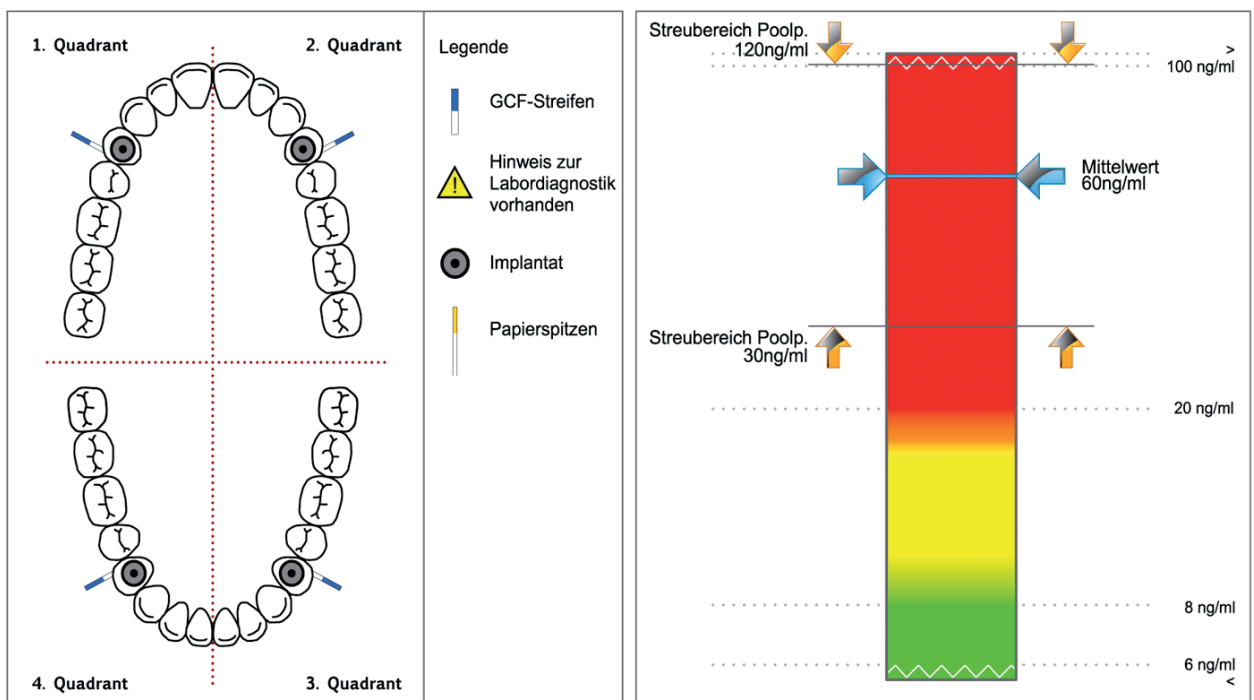 1. Quadrant
2. Quadrant
4. Quadrant
3. Quadrant
Legende
GCF-Streifen
Hinweis zur
Labordiagnostik
vorhanden
!
Implantat
Papierspitzen
Streubereich Poolp.
120ng/ml
>
100 ng/ml
Mittelwert
60ng/ml
Streubereich Poolp.
30ng/ml
20 ng/ml
8 ng/ml
6 ng/ml
<